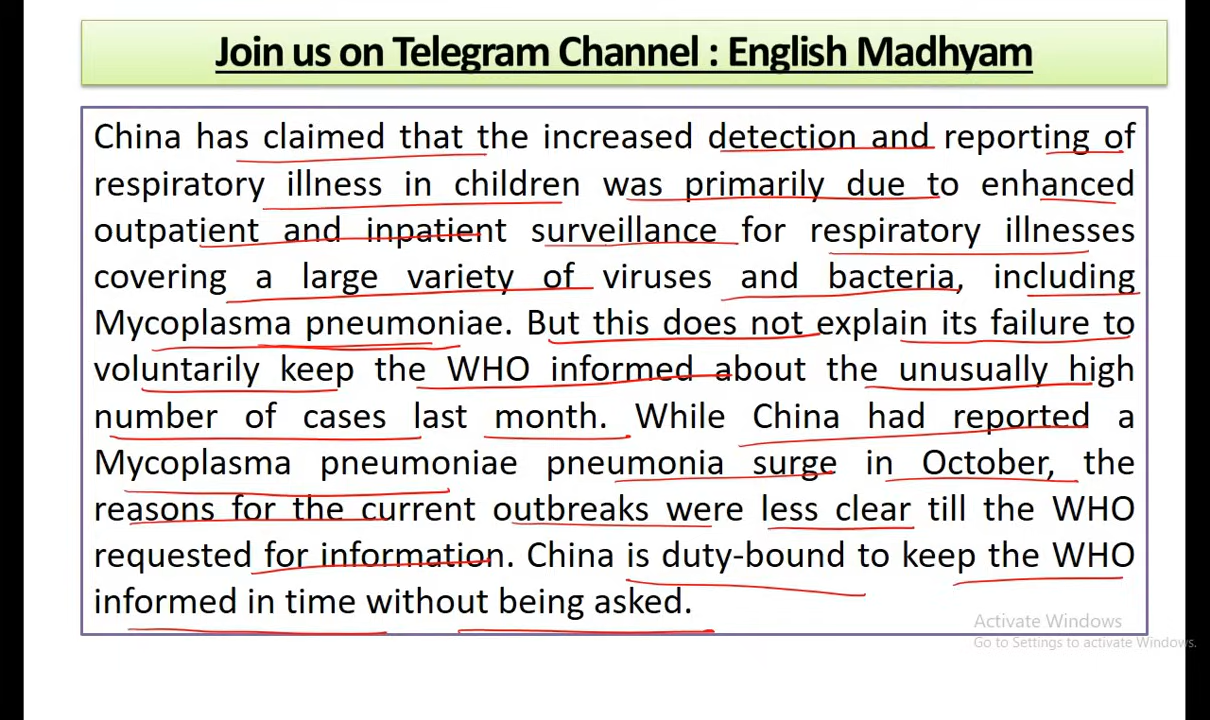 Join us on Telegram Channel : English Madhyam
China has claimed that the increased detection and reporting of
respiratory illness in children was primarily due to enhanced
outpatient and inpatient surveillance for respiratory illnesses
covering a large variety of viruses and bacteria, including
Mycoplasma pneumoniae. But this does not explain its failure to
voluntarily keep the WHO informed about the unusually high
number of cases last month. While China had reported a
Mycoplasma pneumoniae pneumonia surge in October, the
reasons for the current outbreaks were less clear till the WHO
requested for information. China is duty-bound to keep the WHO
informed in time without being asked.
Activate Windows
Go to Settings to activate Windows.